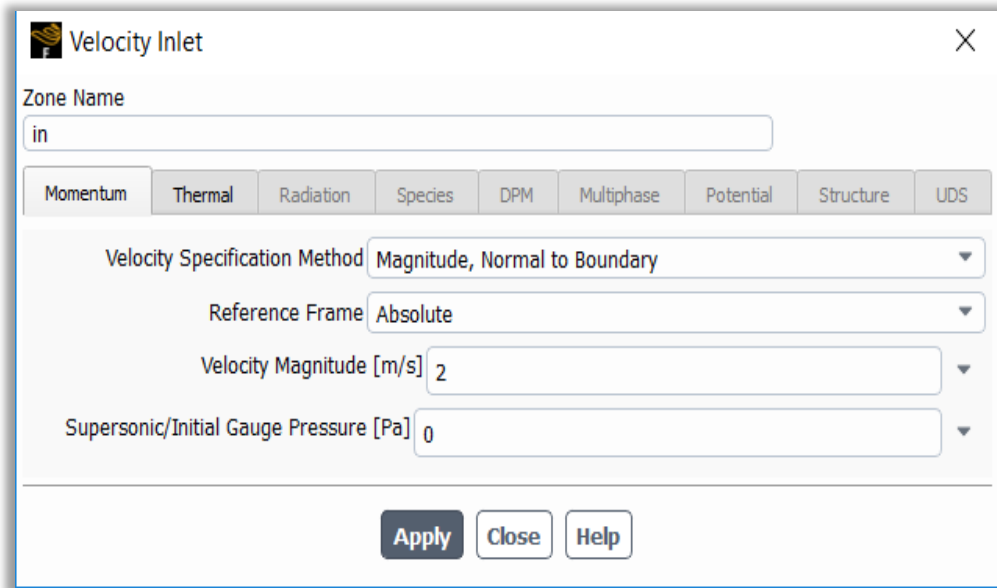 Velocity Inlet
Zone Name
in
Momentum Thermal Radiation Species DPM Multiphase Potential Structure UDS
Velocity Specification Method Magnitude, Normal to Boundary
Reference Frame Absolute
Velocity Magnitude [m/s] 2
Supersonic/Initial Gauge Pressure [Pa] 0
Apply Close Help